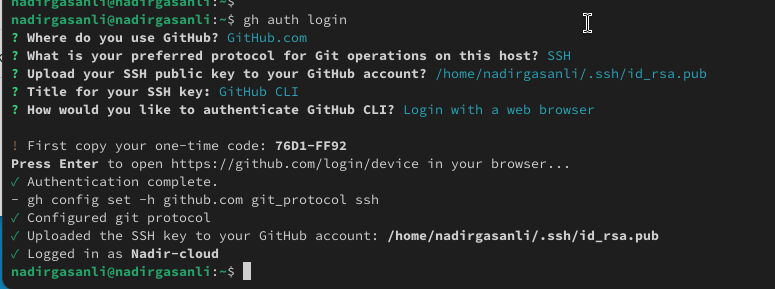 nadirgasanli@nadirgasanli:~$
nadirgasanli@nadirgasanli:~$ gh auth login
? Where do you use GitHub? GitHub.com
? What is your preferred protocol for Git operations on this host? SSH
? Upload your SSH public key to your GitHub account? /home/nadirgasanli/.ssh/id_rsa.pub
? Title for your SSH key: GitHub CLI
? How would you like to authenticate GitHub CLI? Login with a web browser
! First copy your one-time code: 76D1-FF92
Press Enter to open https://github.com/login/device in your browser...
✓ Authentication complete.
- gh config set -h github.com git_protocol ssh
✓ Configured git protocol
✓ Uploaded the SSH key to your GitHub account: /home/nadirgasanli/.ssh/id_rsa.pub
✓ Logged in as Nadir-cloud
nadirgasanli@nadirgasanli:~$